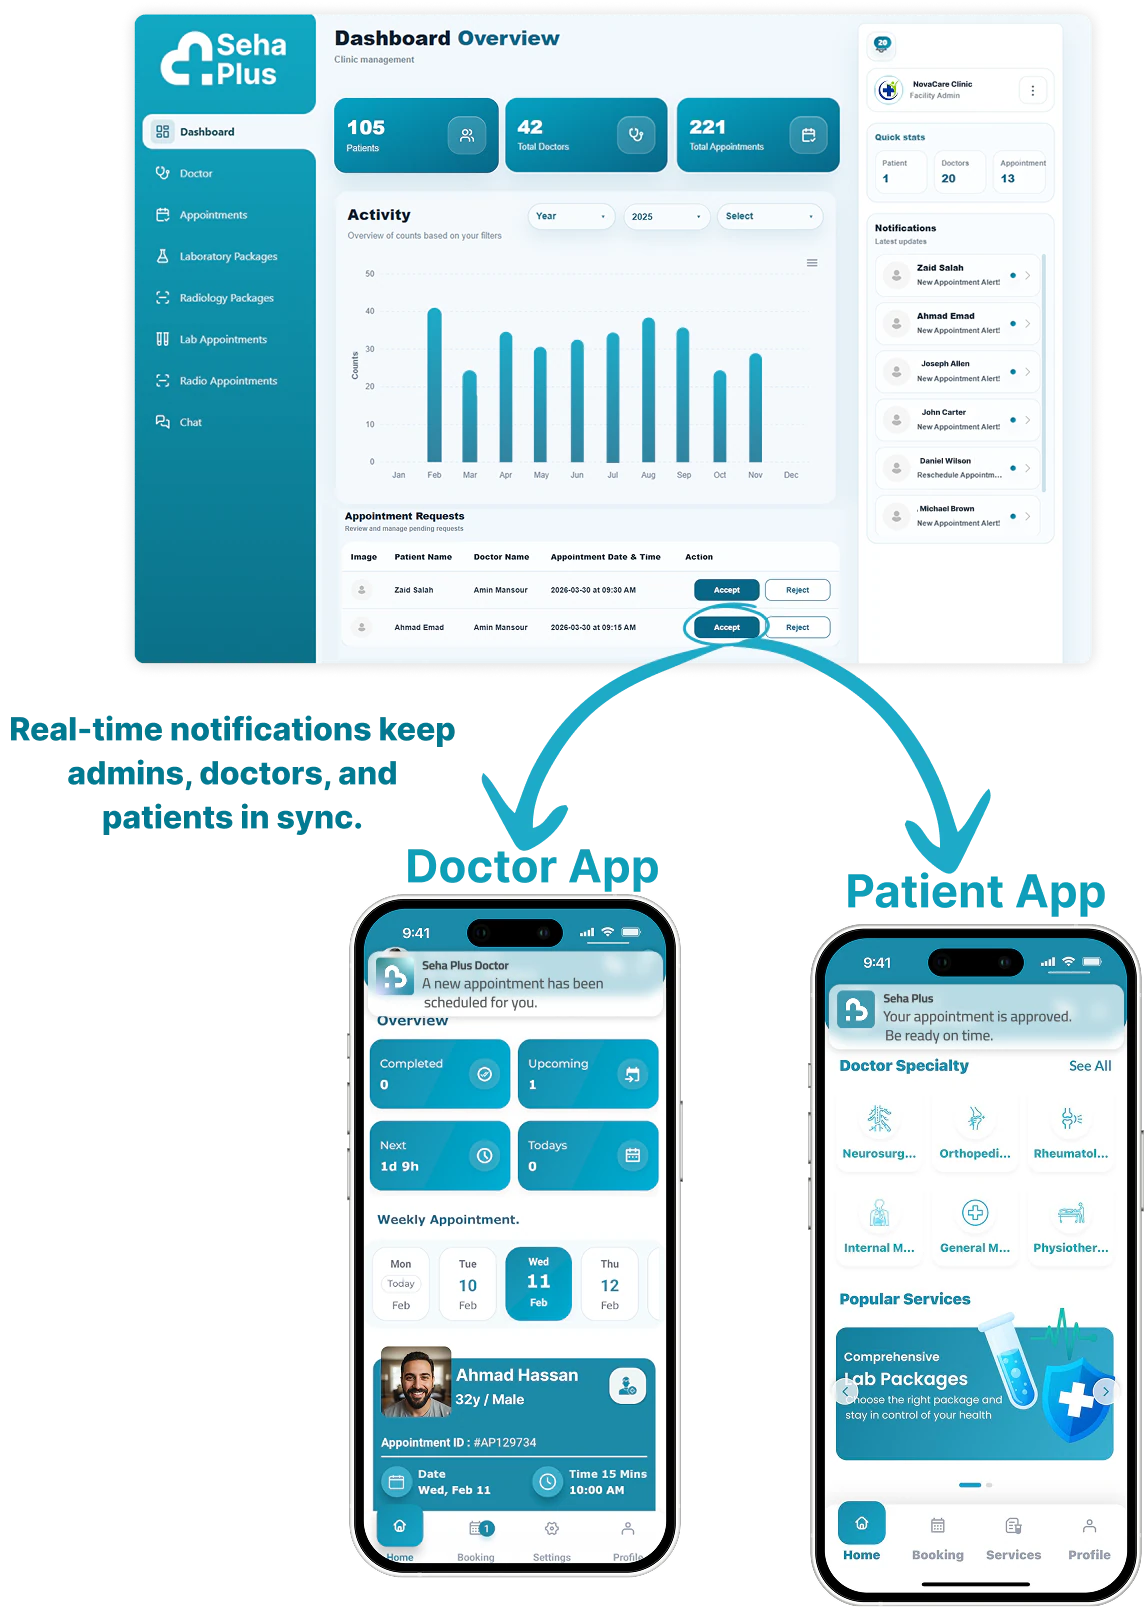 Seha
Plus
Dashboard
Doctor
Appointments
Laboratory Packages
Radiology Packages
Lab Appointments
Radio Appointments
Chat
Dashboard Overview
Clinic management
105
Patients
42
Total Doctors
221
Total Appointments
Activity
Overview of counts based on your filters
Year
2025
Select
50
40
30
20
10
0
Counts
Jan Feb Mar Apr May Jun Jul Aug Sep Oct Nov Dec
Appointment Requests
Review and manage pending requests
Image Patient Name Doctor Name Appointment Date & Time Action
Zaid Salah Amin Mansour 2026-03-30 at 09:30 AM Accept Reject
Ahmad Emad Amin Mansour 2026-03-30 at 09:15 AM Accept Reject
20
NovaCare Clinic
Facility Admin
Quick stats
Patient
1
Doctors
20
Appointment
13
Notifications
Latest updates
Zaid Salah
New Appointment Alert!
Ahmad Emad
New Appointment Alert!
Joseph Allen
New Appointment Alert!
John Carter
New Appointment Alert!
Daniel Wilson
Reschedule Appointm...
. Michael Brown
New Appointment Alert!
Real-time notifications keep
admins, doctors, and
patients in sync.
Doctor App
9:41
Seha Plus Doctor
A new appointment has been
scheduled for you.
Overview
Completed
0
Upcoming
1
Next
1d 9h
Todays
0
Weekly Appointment.
Mon
Today
Feb
Tue
10
Feb
Wed
11
Feb
Thu
12
Feb
Ahmad Hassan
32y / Male
Appointment ID : #AP129734
Date
Wed, Feb 11
Time 15 Mins
10:00 AM
1
Home Booking Settings Profile
Patient App
9:41
Seha Plus
Your appointment is approved.
Be ready on time.
Doctor Specialty See All
Neurosurg... Orthopedi... Rheumatol...
Internal M... General M... Physiother...
Popular Services
Comprehensive
Lab Packages
Choose the right package and
stay in control of your health
Home Booking Services Profile